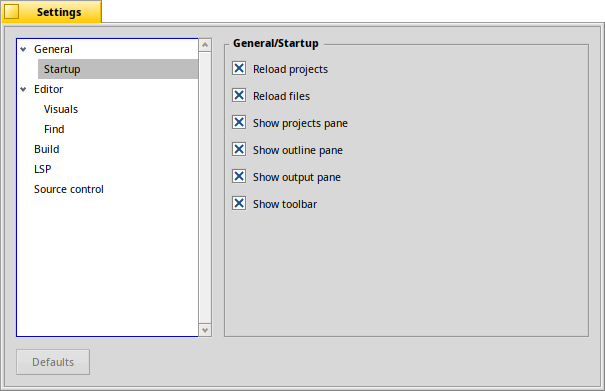 Settings
General
Startup
Editor
Visuals
Find
Build
LSP
Source control
General/Startup
Reload projects
Reload files
Show projects pane
Show outline pane
Show output pane
Show toolbar
Defaults